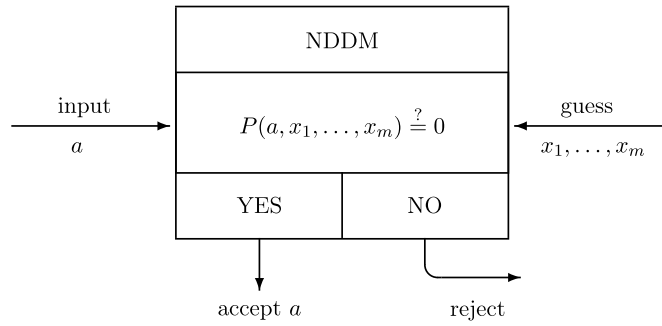 NDDM
input
a
P(a, x₁, . . . , xₘ) ≟ 0
guess
x₁, . . . , xₘ
YES
NO
accept a
reject